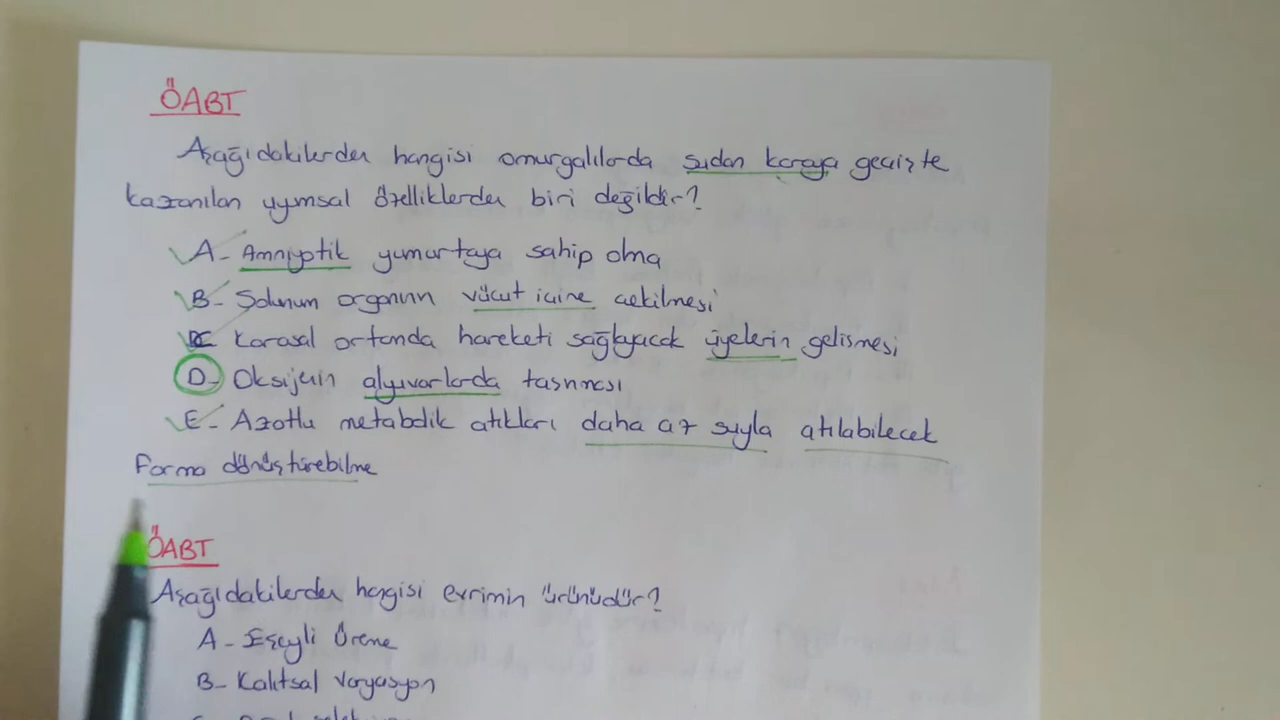 ÖABT
Aşağıdakilerden hangisi omurgalılarda sudan karaya geçişte
kazanılan uyumsal özelliklerden biri değildir?
A- Amniyotik yumurtaya sahip olma
B- Solunum organının vücut içine çekilmesi
C Karasal ortamda hareketi sağlayacak üyelerin gelişmesi
D- Oksijenin alyuvarlarda taşınması
E- Azotlu metabolik atıkları daha az suyla atılabilecek
forma dönüştürebilme
ÖABT
Aşağıdakilerden hangisi evrimin ürünüdür?
A- Eşeyli Üreme
B- Kalıtsal Varyasyon